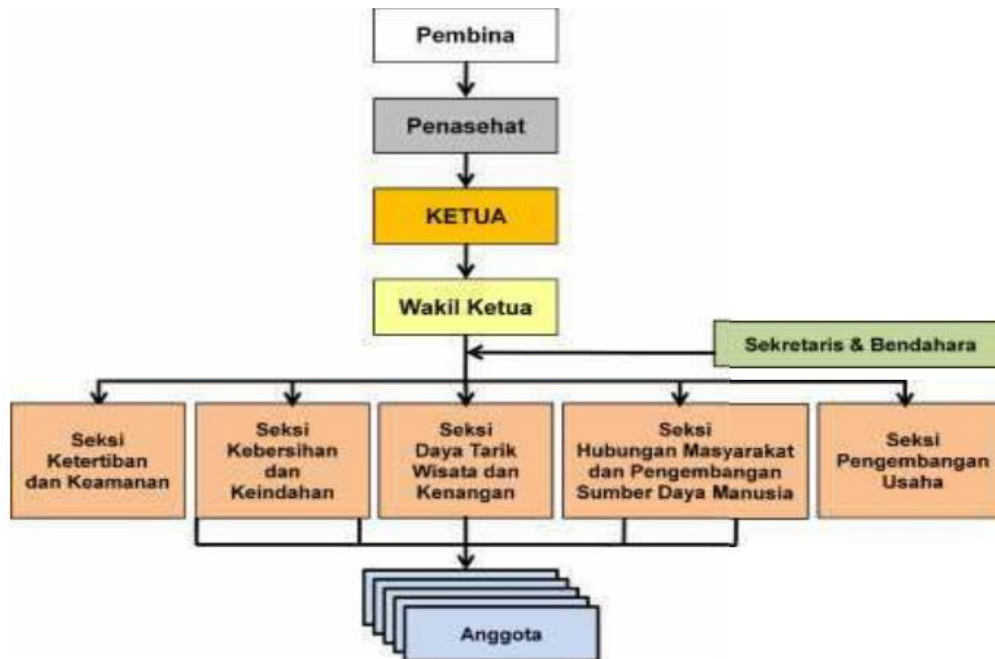 Pembina
Penasehat
KETUA
Wakil Ketua
Sekretaris & Bendahara
Seksi
Ketertiban
dan Keamanan
Seksi
Kebersihan
dan
Keindahan
Seksi
Daya Tarik
Wisata dan
Kenangan
Seksi
Hubungan Masyarakat
dan Pengembangan
Sumber Daya Manusia
Seksi
Pengembangan
Usaha
Anggota